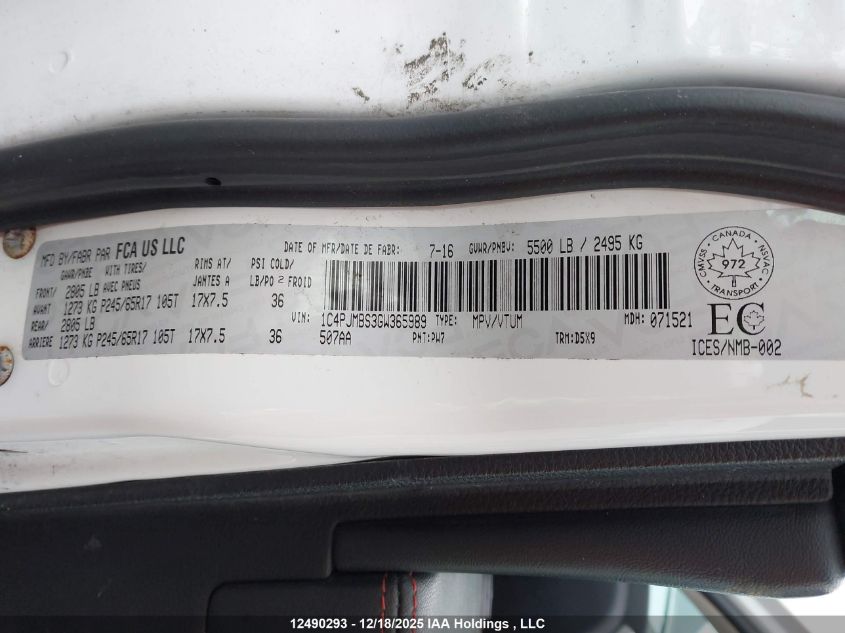 MFD BY/FABR PAR FCA US LLC
DATE OF MFR/DATE DE FABR: 7-16 GVWR/PNBV: 5500 LB / 2495 KG
GAWR/PNBE WITH TIRES/ RIMS AT/ PSI COLD/
AVEC PNEUS JANTES A LB/PO 2 FROID
FRONT/ 2805 LB
AVANT 1273 KG P245/65R17 105T 17X7.5 36
REAR/ 2805 LB
ARRIERE 1273 KG P245/65R17 105T 17X7.5 36
VIN: 1C4PJMBS3GW365989 TYPE: MPV/VTUM MDH: 071521
507AA PNT: PW7 TRM: D5X9
CANADA
CMVSS NSVAC
972
TRANSPORT
EC
ICES/NMB-002
12490293 - 12/18/2025 IAA Holdings , LLC